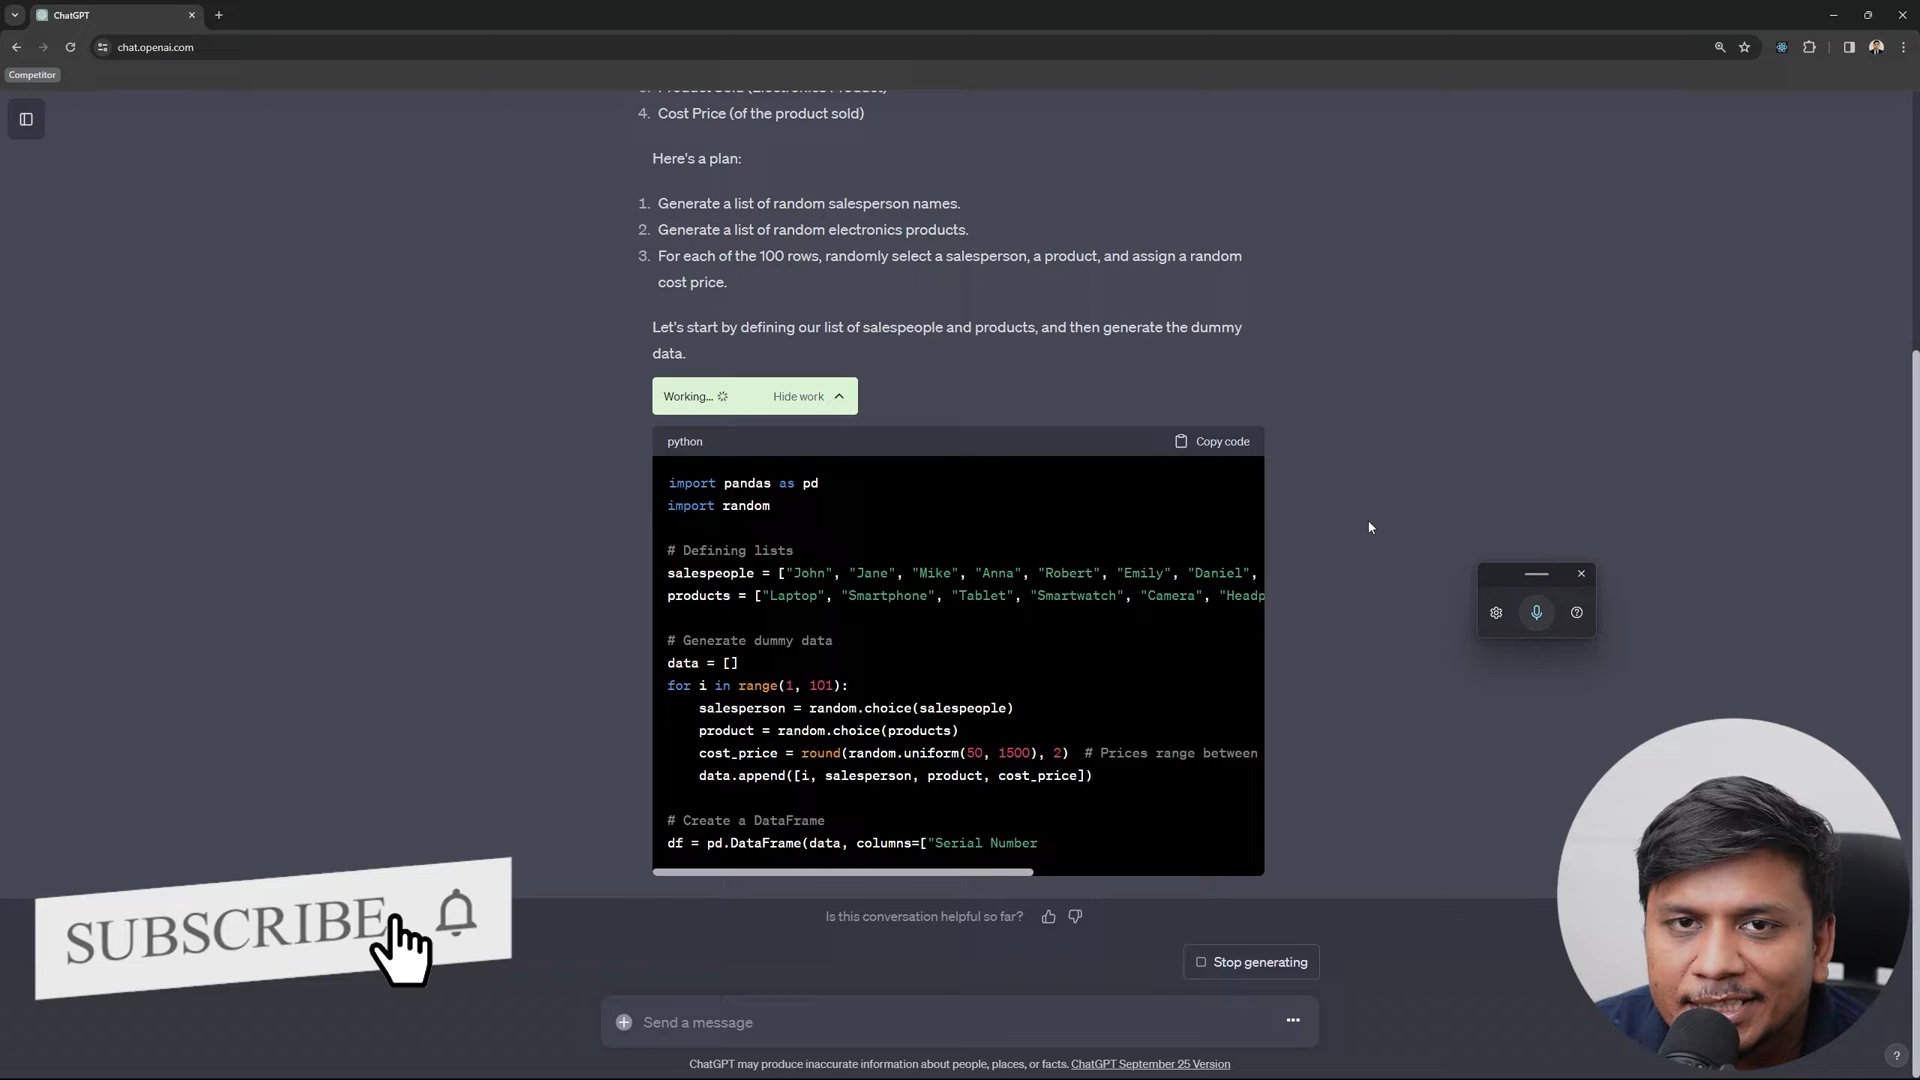 ChatGPT
chat.openai.com
Competitor
3. Product Sold (Electronics Product)
4. Cost Price (of the product sold)
Here's a plan:
1. Generate a list of random salesperson names.
2. Generate a list of random electronics products.
3. For each of the 100 rows, randomly select a salesperson, a product, and assign a random
cost price.
Let's start by defining our list of salespeople and products, and then generate the dummy
data.
Working... Hide work
python Copy code
import pandas as pd
import random
# Defining lists
salespeople = ["John", "Jane", "Mike", "Anna", "Robert", "Emily", "Daniel",
products = ["Laptop", "Smartphone", "Tablet", "Smartwatch", "Camera", "Headp
# Generate dummy data
data = []
for i in range(1, 101):
    salesperson = random.choice(salespeople)
    product = random.choice(products)
    cost_price = round(random.uniform(50, 1500), 2)  # Prices range between
    data.append([i, salesperson, product, cost_price])
# Create a DataFrame
df = pd.DataFrame(data, columns=["Serial Number
SUBSCRIBE
Is this conversation helpful so far?
Stop generating
Send a message
ChatGPT may produce inaccurate information about people, places, or facts. ChatGPT September 25 Version